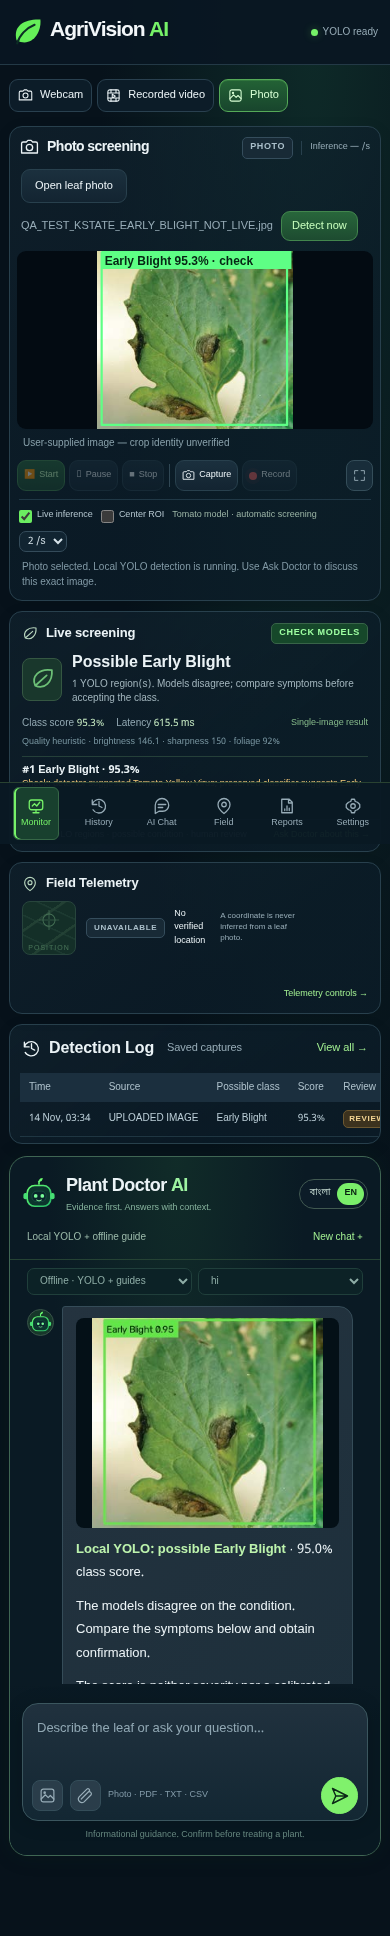 AgriVision AI
YOLO ready
Webcam
Recorded video
Photo
Photo screening
PHOTO
Inference — /s
Open leaf photo
QA_TEST_KSTATE_EARLY_BLIGHT_NOT_LIVE.jpg
Detect now
Early Blight 95.3% · check
User-supplied image — crop identity unverified
Start
Pause
Stop
Capture
Record
Live inference
Center ROI
Tomato model · automatic screening
2 /s
Photo selected. Local YOLO detection is running. Use Ask Doctor to discuss
this exact image.
Live screening
CHECK MODELS
Possible Early Blight
1 YOLO region(s). Models disagree; compare symptoms before
accepting the class.
Class score 95.3%
Latency 615.5 ms
Single-image result
Quality heuristic · brightness 146.1 · sharpness 150 · foliage 92%
#1 Early Blight · 95.3%
Monitor
History
AI Chat
Field
Reports
Settings
Field Telemetry
POSITION
UNAVAILABLE
No
verified
location
A coordinate is never
inferred from a leaf
photo.
Telemetry controls →
Detection Log
Saved captures
View all →
Time
Source
Possible class
Score
Review
14 Nov, 03:34
UPLOADED IMAGE
Early Blight
95.3%
REVIEW
Plant Doctor AI
Evidence first. Answers with context.
বাংলা
EN
Local YOLO + offline guide
New chat +
Offline · YOLO + guides
hi
Early Blight 0.95
Local YOLO: possible Early Blight · 95.0%
class score.
The models disagree on the condition.
Compare the symptoms below and obtain
confirmation.
Describe the leaf or ask your question...
Photo · PDF · TXT · CSV
Informational guidance. Confirm before treating a plant.